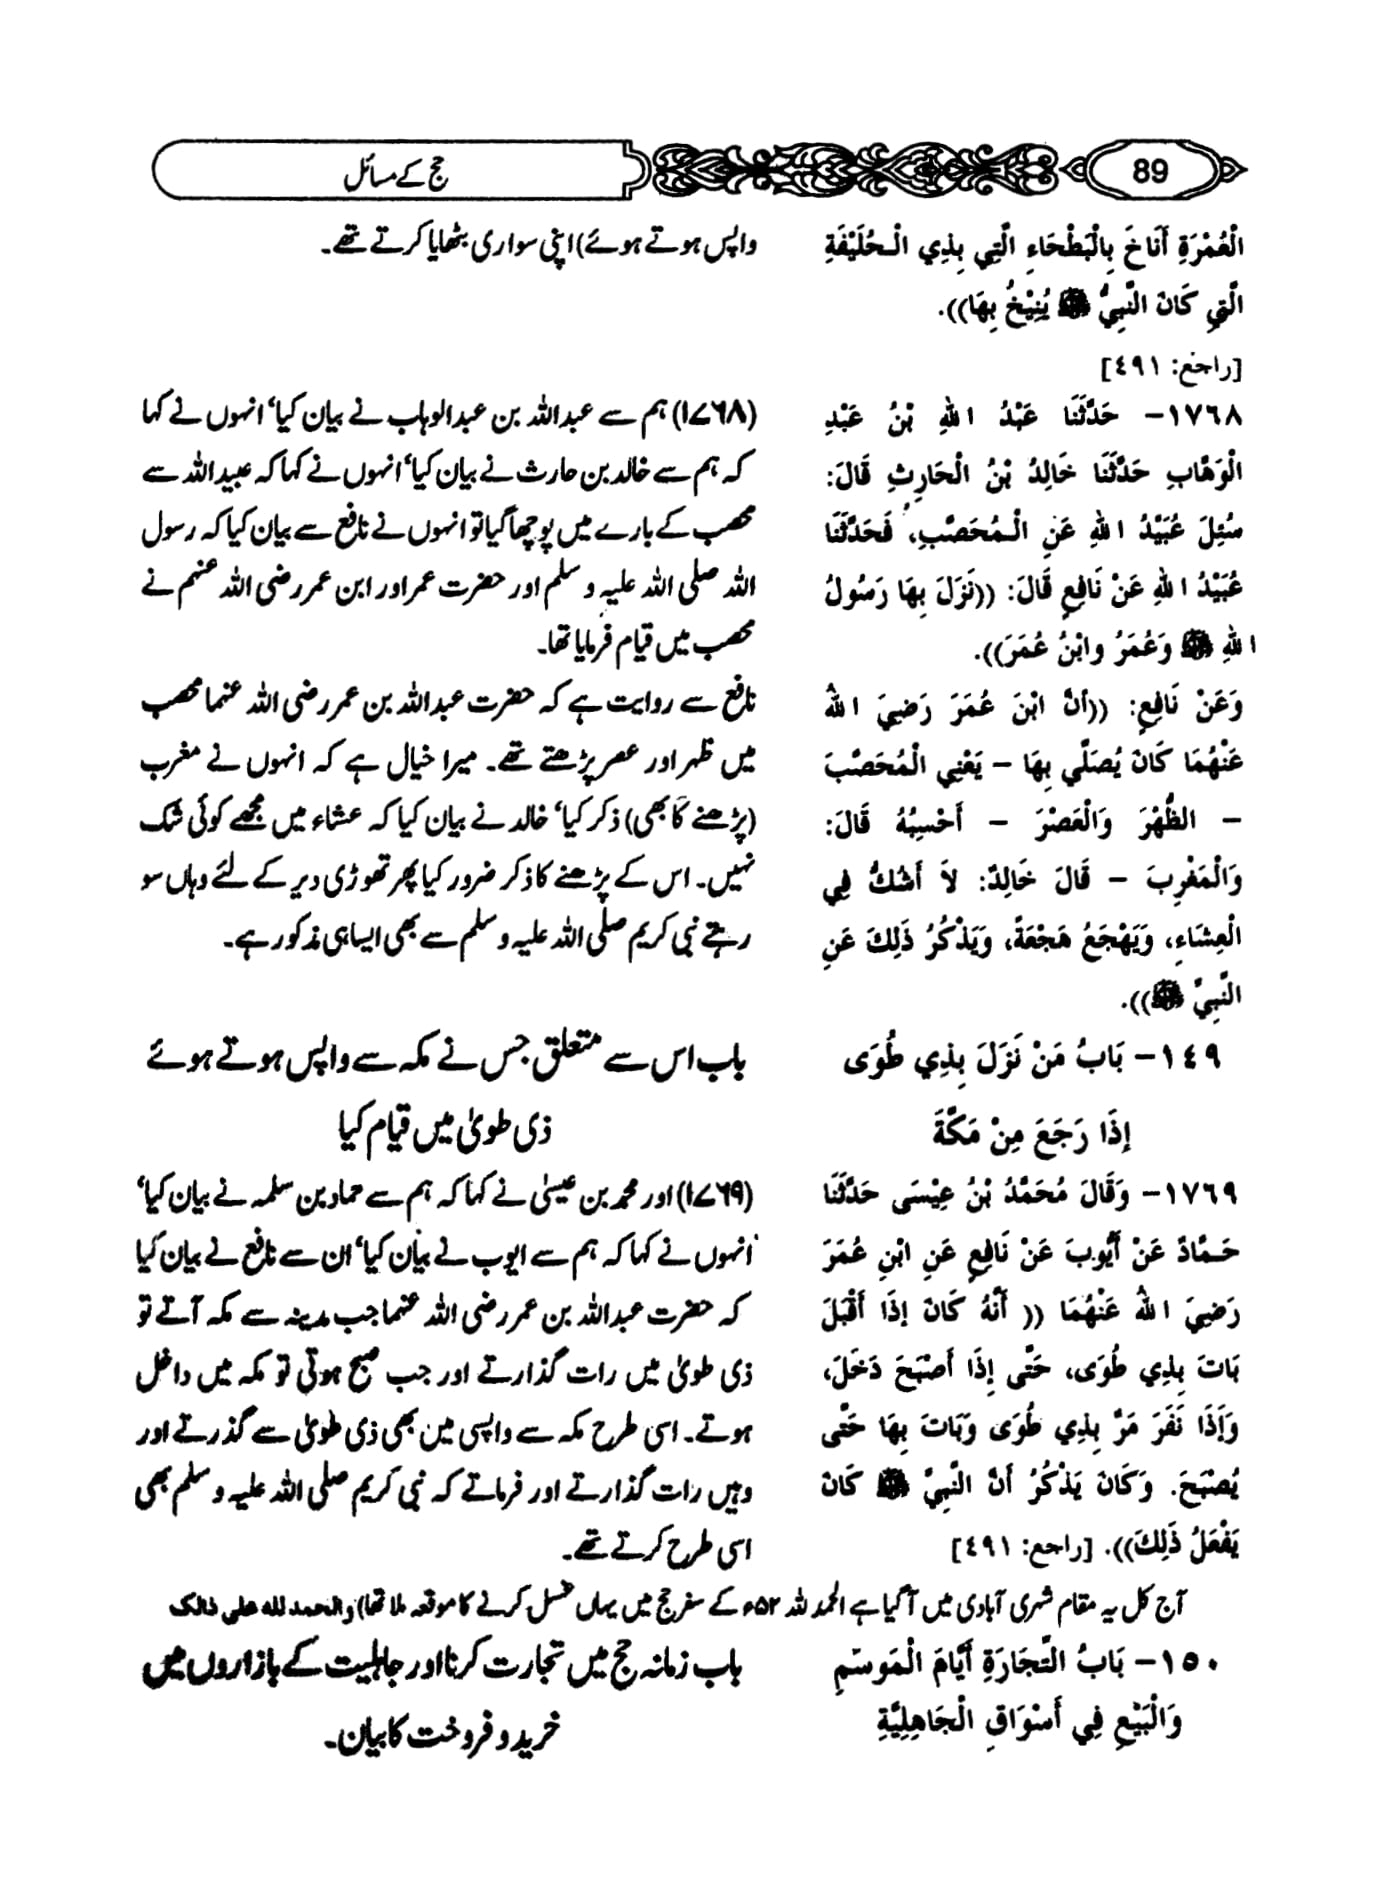 89
حج کے مسائل
الْعُمْرَةِ أَنَاخَ بِالْبَطْحَاءِ الَّتِي بِذِي الْحُلَيْفَةِ
الَّتِي كَانَ النَّبِيُّ ﷺ يُنِيْخُ بِهَا)).
[راجع: ٤٩١]
١٧٦٨- حَدَّثَنَا عَبْدُ اللهِ بْنُ عَبْدِ
الْوَهَّابِ حَدَّثَنَا خَالِدُ بْنُ الْحَارِثِ قَالَ:
سُئِلَ عُبَيْدُ اللهِ عَنِ الْمُحَصَّبِ، فَحَدَّثَنَا
عُبَيْدُ اللهِ عَنْ نَافِعٍ قَالَ: ((نَزَلَ بِهَا رَسُولُ
اللهِ ﷺ وَعُمَرُ وابْنُ عُمَرَ)).
وَعَنْ نَافِعٍ: ((أَنَّ ابْنَ عُمَرَ رَضِيَ اللهُ
عَنْهُمَا كَانَ يُصَلِّي بِهَا – يَعْنِي الْمُحَصَّبَ
– الظُّهْرَ وَالْعَصْرَ – أَحْسِبُهُ قَالَ:
وَالْمَغْرِبَ – قَالَ خَالِدٌ: لاَ أَشُكُّ فِي
الْعِشَاءِ، وَيَهْجَعُ هَجْعَةً، وَيَذْكُرُ ذَلِكَ عَنِ
النَّبِيِّ ﷺ)).
١٤٩- بَابُ مَنْ نَزَلَ بِذِي طُوَى
إِذَا رَجَعَ مِنْ مَكَّةَ
١٧٦٩- وَقَالَ مُحَمَّدُ بْنُ عِيْسَى حَدَّثَنَا
حَمَّادٌ عَنْ أَيُّوبَ عَنْ نَافِعٍ عَنِ ابْنِ عُمَرَ
رَضِيَ اللهُ عَنْهُمَا (( أَنَّهُ كَانَ إِذَا أَقْبَلَ
بَاتَ بِذِي طُوَى، حَتَّى إِذَا أَصْبَحَ دَخَلَ،
وَإِذَا نَفَرَ مَرَّ بِذِي طُوَى وَبَاتَ بِهَا حَتَّى
يُصْبَحَ. وَكَانَ يَذْكُرُ أَنَّ النَّبِيَّ ﷺ كَانَ
يَفْعَلُ ذَلِكَ)). [راجع: ٤٩١]
واپس ہوتے ہوئے) اپنی سواری بٹھایا کرتے تھے۔
(۱۷۶۸) ہم سے عبداللہ بن عبدالوہاب نے بیان کیا‘ انہوں نے کہا
کہ ہم سے خالد بن حارث نے بیان کیا‘ انہوں نے کہا کہ عبیداللہ سے
محصب کے بارے میں پوچھا گیا تو انہوں نے نافع سے بیان کیا کہ رسول
اللہ صلی اللہ علیہ و سلم اور حضرت عمر اور ابن عمر رضی اللہ عنہم نے
محصب میں قیام فرمایا تھا۔
نافع سے روایت ہے کہ حضرت عبداللہ بن عمر رضی اللہ عنما محصب
میں ظہر اور عصر پڑھتے تھے۔ میرا خیال ہے کہ انہوں نے مغرب
(پڑھنے کا بھی) ذکر کیا‘ خالد نے بیان کیا کہ عشاء میں مجھے کوئی شک
نہیں۔ اس کے پڑھنے کا ذکر ضرور کیا پھر تھوڑی دیر کے لئے وہاں سو
رہتے نبی کریم صلی اللہ علیہ و سلم سے بھی ایسا ہی مذکور ہے۔
باب اس سے متعلق جس نے مکہ سے واپس ہوتے ہوئے
ذی طویٰ میں قیام کیا
(۱۷۶۹) اور محمد بن عیسیٰ نے کہا کہ ہم سے حماد بن سلمہ نے بیان کیا‘
انہوں نے کہا کہ ہم سے ایوب نے بیان کیا‘ ان سے نافع نے بیان کیا
کہ حضرت عبداللہ بن عمر رضی اللہ عنما جب مدینہ سے مکہ آتے تو
ذی طویٰ میں رات گذارتے اور جب صبح ہوتی تو مکہ میں داخل
ہوتے۔ اسی طرح مکہ سے واپسی میں بھی ذی طویٰ سے گذرتے اور
وہیں رات گذارتے اور فرماتے کہ نبی کریم صلی اللہ علیہ و سلم بھی
اسی طرح کرتے تھے۔
آج کل یہ مقام شہری آبادی میں آگیا ہے الحمد للہ ۵۲ء کے سفر حج میں یہاں غسل کرنے کا موقعہ ملا تھا) والحمد لله على ذالك
١٥٠- بَابُ التِّجَارَةِ أَيَّامَ الْمَوسِمِ
وَالْبَيْعِ فِي أَسْوَاقِ الْجَاهِلِيَّةِ
باب زمانہ حج میں تجارت کرنا اور جاہلیت کے بازاروں میں
خرید و فروخت کا بیان۔